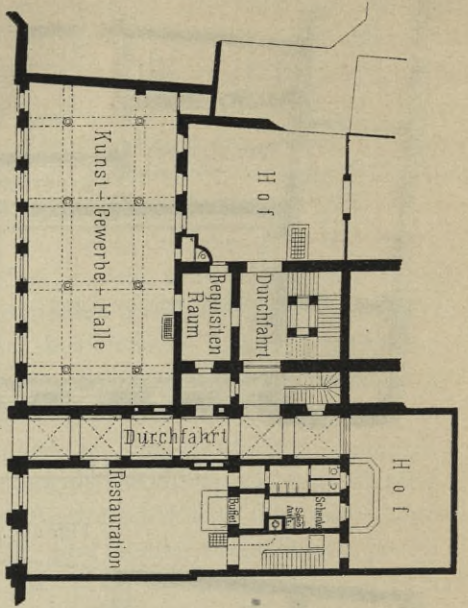 Kunst-Gewerbe-Halle
Hof
Requisiten
Raum
Durchfahrt
Durchfahrt
Restauration
Buffet
Schenke
Hof